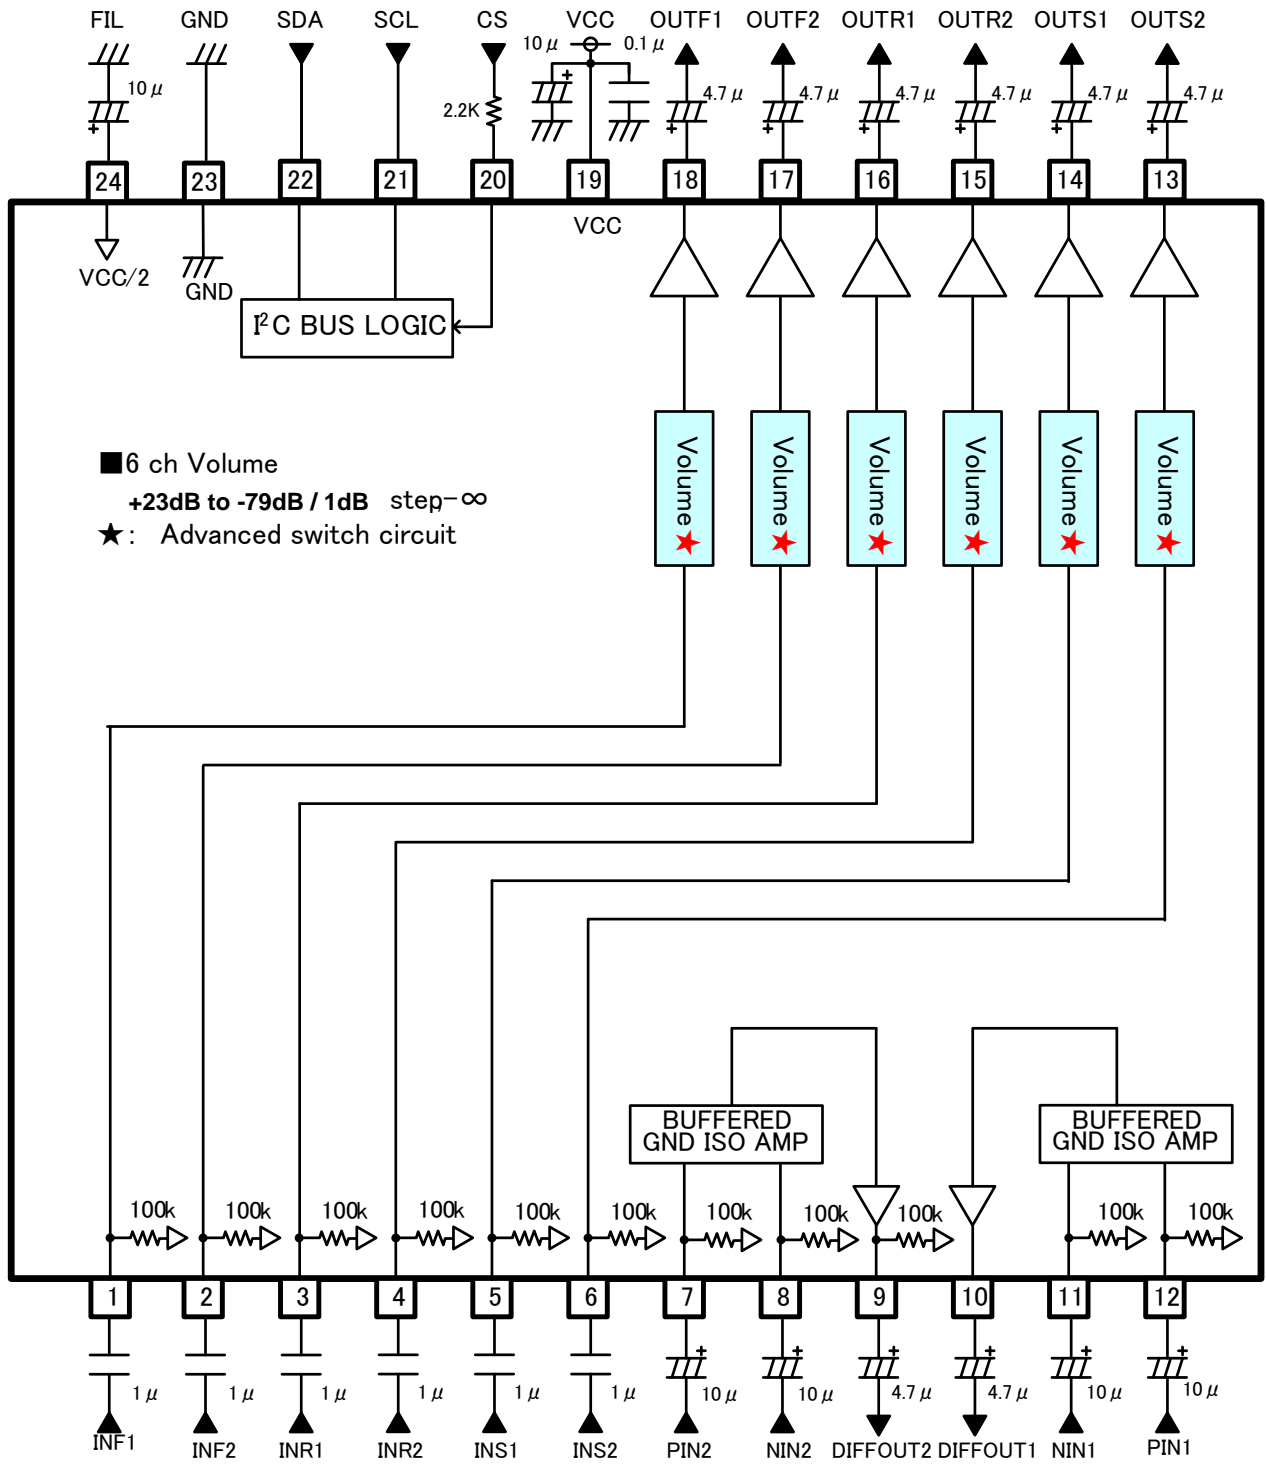 FIL GND SDA SCL CS VCC OUTF1 OUTF2 OUTR1 OUTR2 OUTS1 OUTS2
10μ 2.2K 10μ 0.1μ 4.7μ 4.7μ 4.7μ 4.7μ 4.7μ 4.7μ
+ + + + + + + +
24 23 22 21 20 19 18 17 16 15 14 13
VCC
VCC/2
GND
I²C BUS LOGIC
Volume★ Volume★ Volume★ Volume★ Volume★ Volume★
■6 ch Volume
+23dB to -79dB / 1dB step-∞
★: Advanced switch circuit
BUFFERED
GND ISO AMP
BUFFERED
GND ISO AMP
100k 100k 100k 100k 100k 100k 100k 100k 100k 100k 100k
1 2 3 4 5 6 7 8 9 10 11 12
+ + + + + +
1μ 1μ 1μ 1μ 1μ 1μ 10μ 10μ 4.7μ 4.7μ 10μ 10μ
INF1 INF2 INR1 INR2 INS1 INS2 PIN2 NIN2 DIFFOUT2 DIFFOUT1 NIN1 PIN1